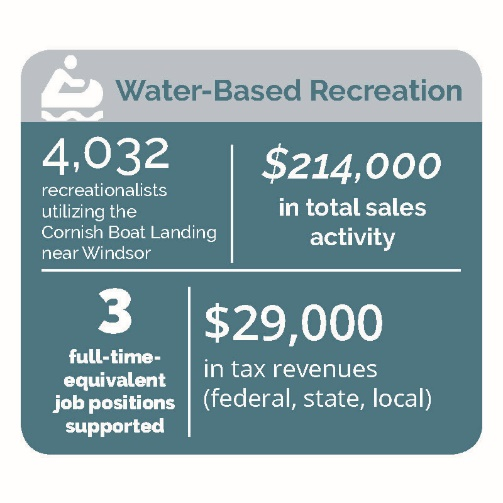 Water-Based Recreation
4,032
recreationalists
utilizing the
Cornish Boat Landing
near Windsor
$214,000
in total sales
activity
3
full-time-
equivalent
job positions
supported
$29,000
in tax revenues
(federal, state, local)